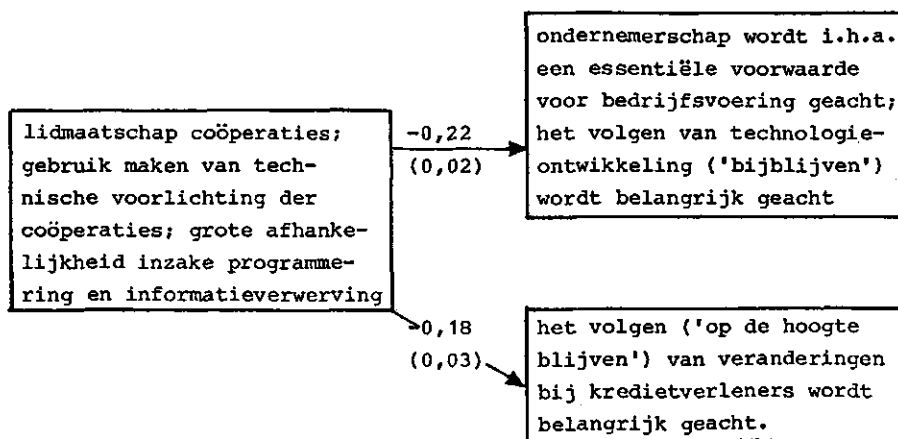 lidmaatschap coöperaties;
gebruik maken van tech-
nische voorlichting der
coöperaties; grote afhanke-
lijkheid inzake programme-
ring en informatieverwerving
-0,22
(0,02)
ondernemerschap wordt i.h.a.
een essentiële voorwaarde
voor bedrijfsvoering geacht;
het volgen van technologie-
ontwikkeling ('bijblijven')
wordt belangrijk geacht
-0,18
(0,03)
het volgen ('op de hoogte
blijven') van veranderingen
bij kredietverleners wordt
belangrijk geacht.